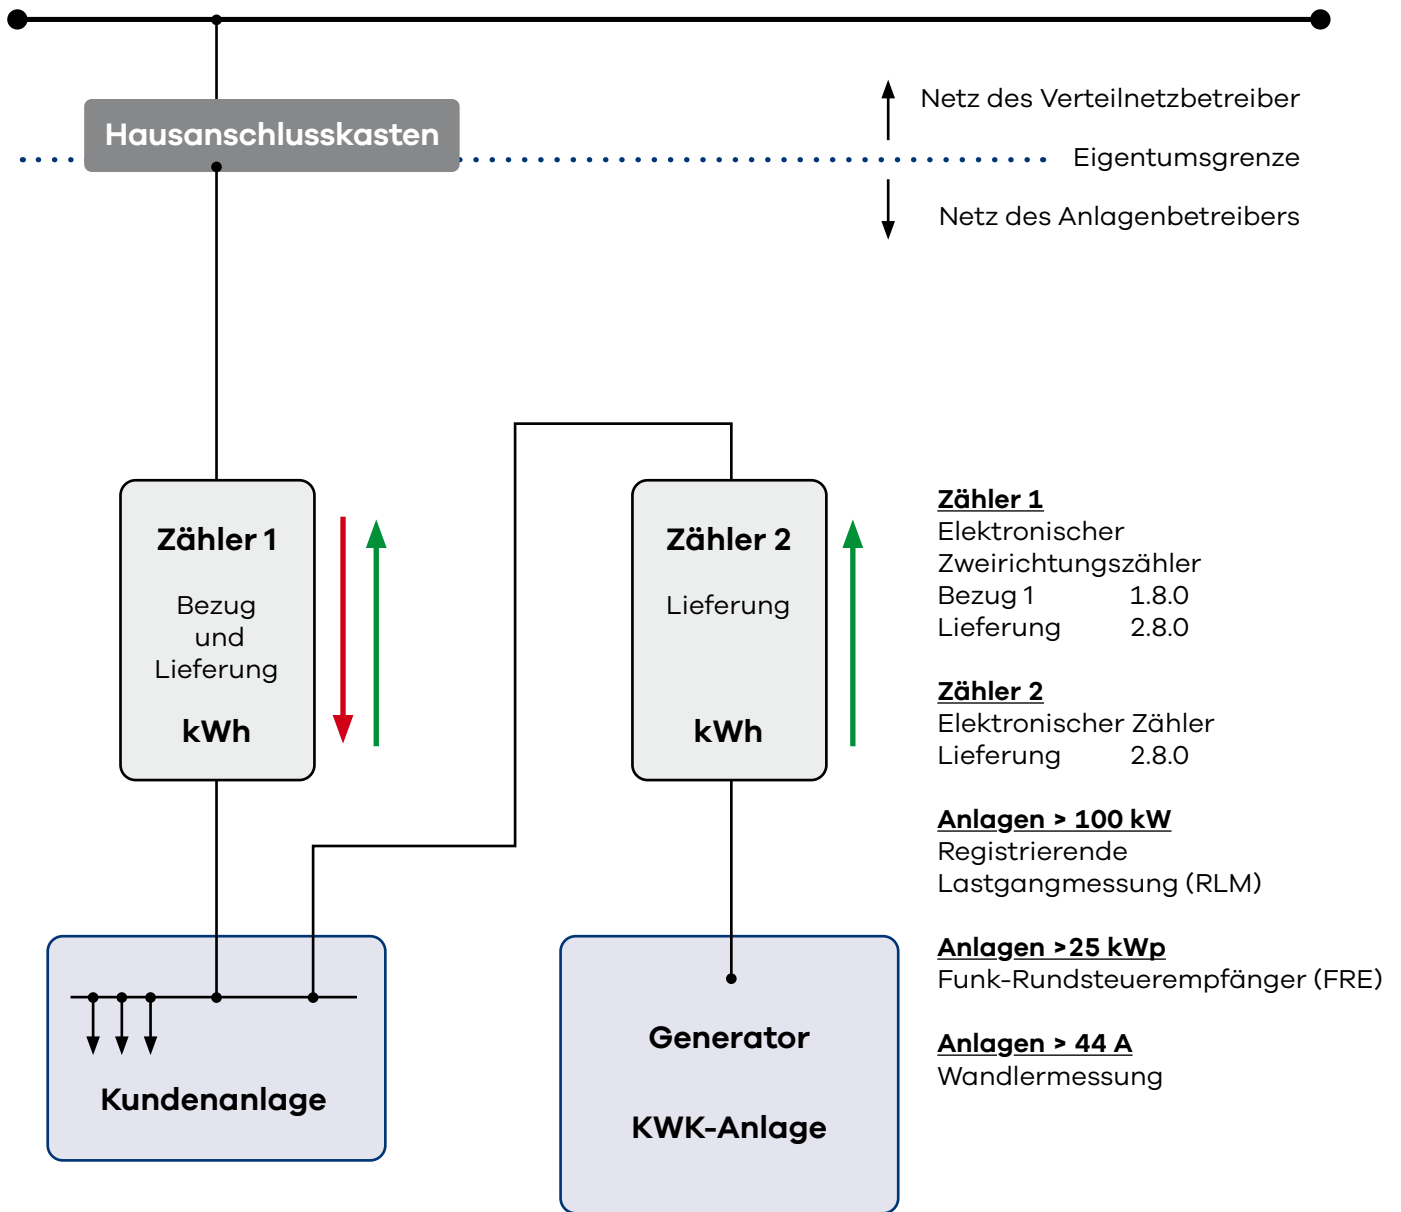 Hausanschlusskasten
Netz des Verteilnetzbetreiber
Eigentumsgrenze
Netz des Anlagenbetreibers
Zähler 1
Bezug
und
Lieferung
kWh
Zähler 2
Lieferung
kWh
Zähler 1
Elektronischer
Zweirichtungszähler
Bezug 1 1.8.0
Lieferung 2.8.0
Zähler 2
Elektronischer Zähler
Lieferung 2.8.0
Anlagen > 100 kW
Registrierende
Lastgangmessung (RLM)
Anlagen >25 kWp
Funk-Rundsteuerempfänger (FRE)
Anlagen > 44 A
Wandlermessung
Kundenanlage
Generator
KWK-Anlage